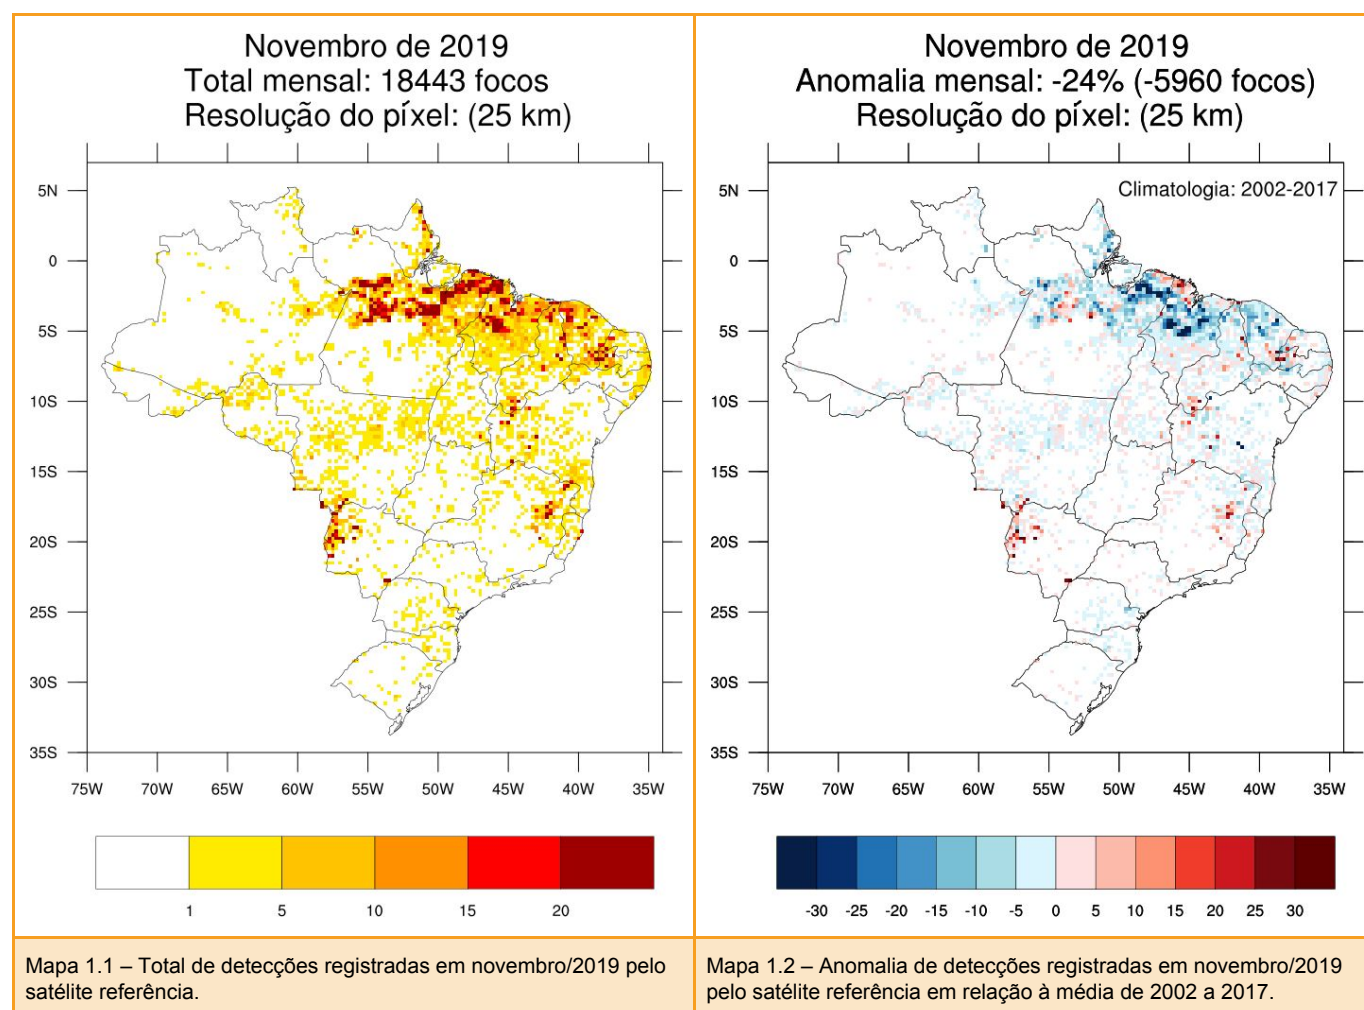 Novembro de 2019
Total mensal: 18443 focos
Resolução do píxel: (25 km)
5N
0
5S
10S
15S
20S
25S
30S
35S
75W 70W 65W 60W 55W 50W 45W 40W 35W
1 5 10 15 20
Mapa 1.1 – Total de detecções registradas em novembro/2019 pelo
satélite referência.
Novembro de 2019
Anomalia mensal: -24% (-5960 focos)
Resolução do píxel: (25 km)
Climatologia: 2002-2017
5N
0
5S
10S
15S
20S
25S
30S
35S
75W 70W 65W 60W 55W 50W 45W 40W 35W
-30 -25 -20 -15 -10 -5 0 5 10 15 20 25 30
Mapa 1.2 – Anomalia de detecções registradas em novembro/2019
pelo satélite referência em relação à média de 2002 a 2017.